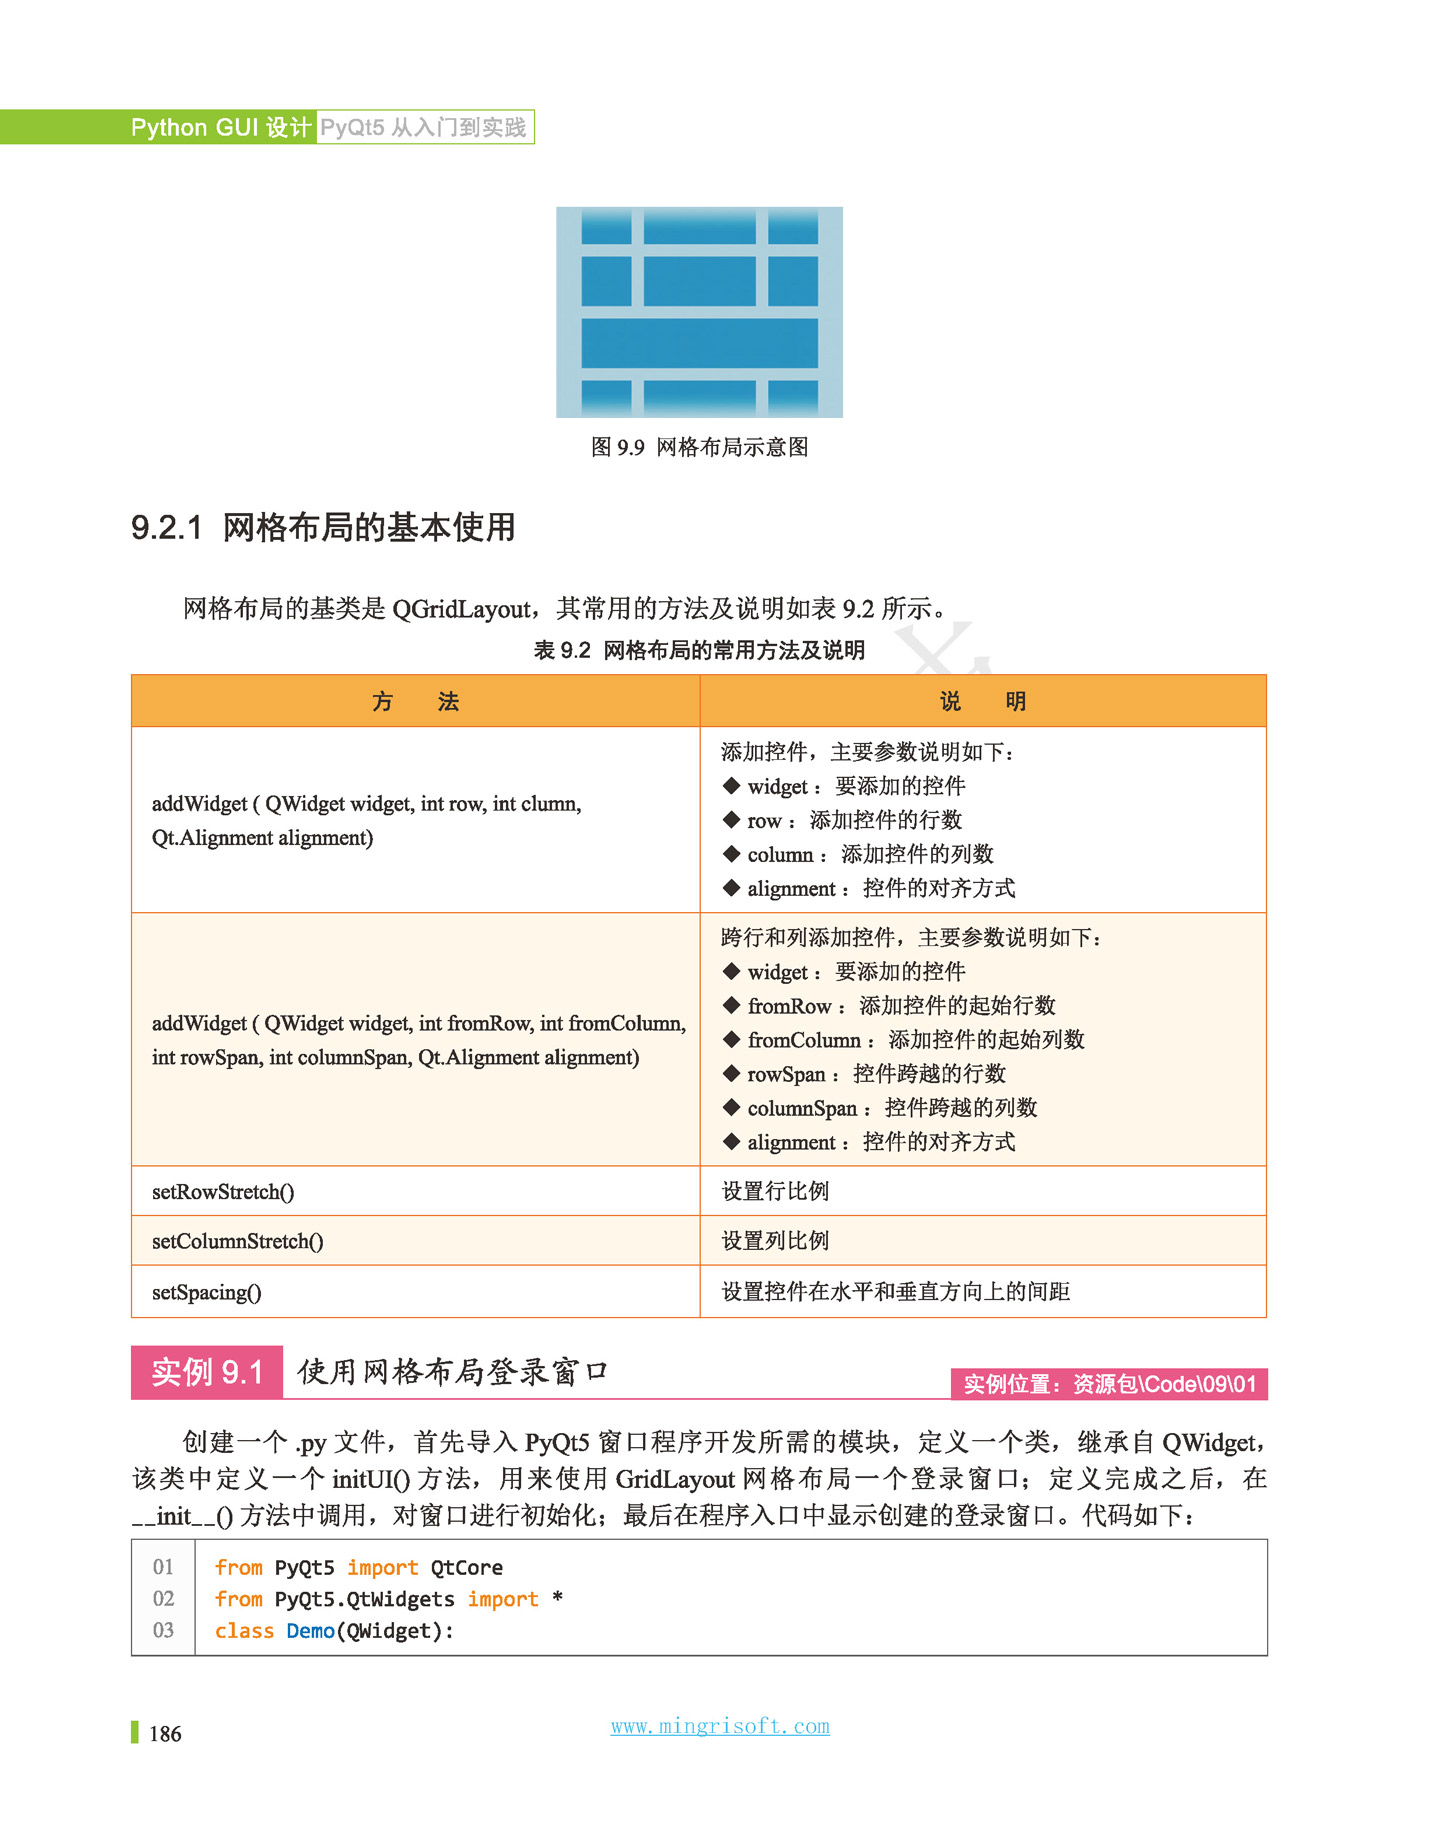 Python GUI 设计 PyQt5 从入门到实践
图 9.9 网格布局示意图
9.2.1 网格布局的基本使用
网格布局的基类是 QGridLayout，其常用的方法及说明如表 9.2 所示。
表 9.2 网格布局的常用方法及说明
方 法
说 明
addWidget ( QWidget widget, int row, int clumn,
Qt.Alignment alignment)
添加控件，主要参数说明如下：
◆ widget：要添加的控件
◆ row：添加控件的行数
◆ column：添加控件的列数
◆ alignment：控件的对齐方式
addWidget ( QWidget widget, int fromRow, int fromColumn,
int rowSpan, int columnSpan, Qt.Alignment alignment)
跨行和列添加控件，主要参数说明如下：
◆ widget：要添加的控件
◆ fromRow：添加控件的起始行数
◆ fromColumn：添加控件的起始列数
◆ rowSpan：控件跨越的行数
◆ columnSpan：控件跨越的列数
◆ alignment：控件的对齐方式
setRowStretch()
设置行比例
setColumnStretch()
设置列比例
setSpacing()
设置控件在水平和垂直方向上的间距
实例 9.1 使用网格布局登录窗口
实例位置：资源包\Code\09\01
创建一个 .py 文件，首先导入 PyQt5 窗口程序开发所需的模块，定义一个类，继承自 QWidget，
该类中定义一个 initUI() 方法，用来使用 GridLayout 网格布局一个登录窗口；定义完成之后，在
__init__() 方法中调用，对窗口进行初始化；最后在程序入口中显示创建的登录窗口。代码如下：
01 from PyQt5 import QtCore
02 from PyQt5.QtWidgets import *
03 class Demo(QWidget):
186
www.mingrisoft.com